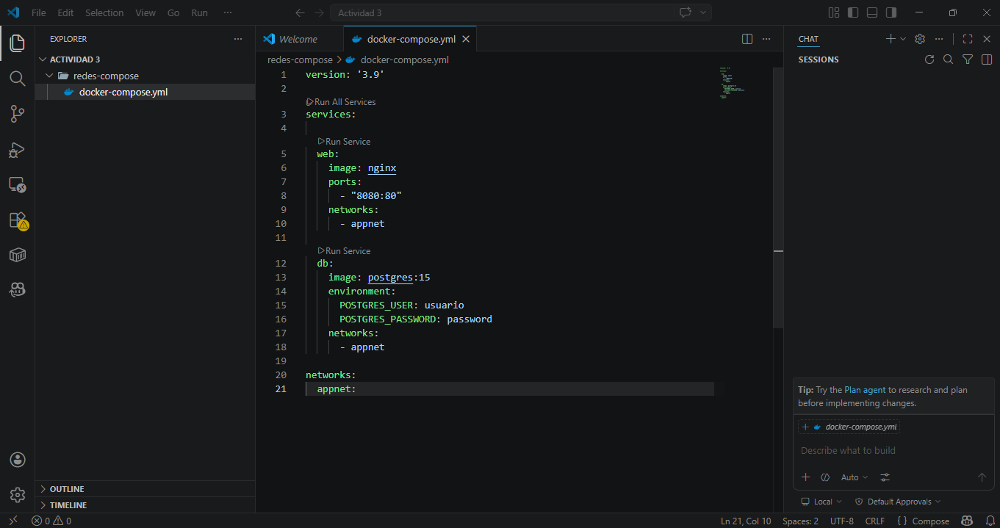 File Edit Selection View Go Run ···
Actividad 3
EXPLORER
ACTIVIDAD 3
redes-compose
docker-compose.yml
OUTLINE
TIMELINE
Welcome
docker-compose.yml
redes-compose > docker-compose.yml
1 version: '3.9'
2
Run All Services
3 services:
4
Run Service
5 web:
6 image: nginx
7 ports:
8 - "8080:80"
9 networks:
10 - appnet
11
Run Service
12 db:
13 image: postgres:15
14 environment:
15 POSTGRES_USER: usuario
16 POSTGRES_PASSWORD: password
17 networks:
18 - appnet
19
20 networks:
21 appnet:
CHAT
SESSIONS
Tip: Try the Plan agent to research and plan
before implementing changes.
docker-compose.yml
Describe what to build
Auto
Local Default Approvals
0 0
Ln 21, Col 10 Spaces: 2 UTF-8 CRLF { } Compose